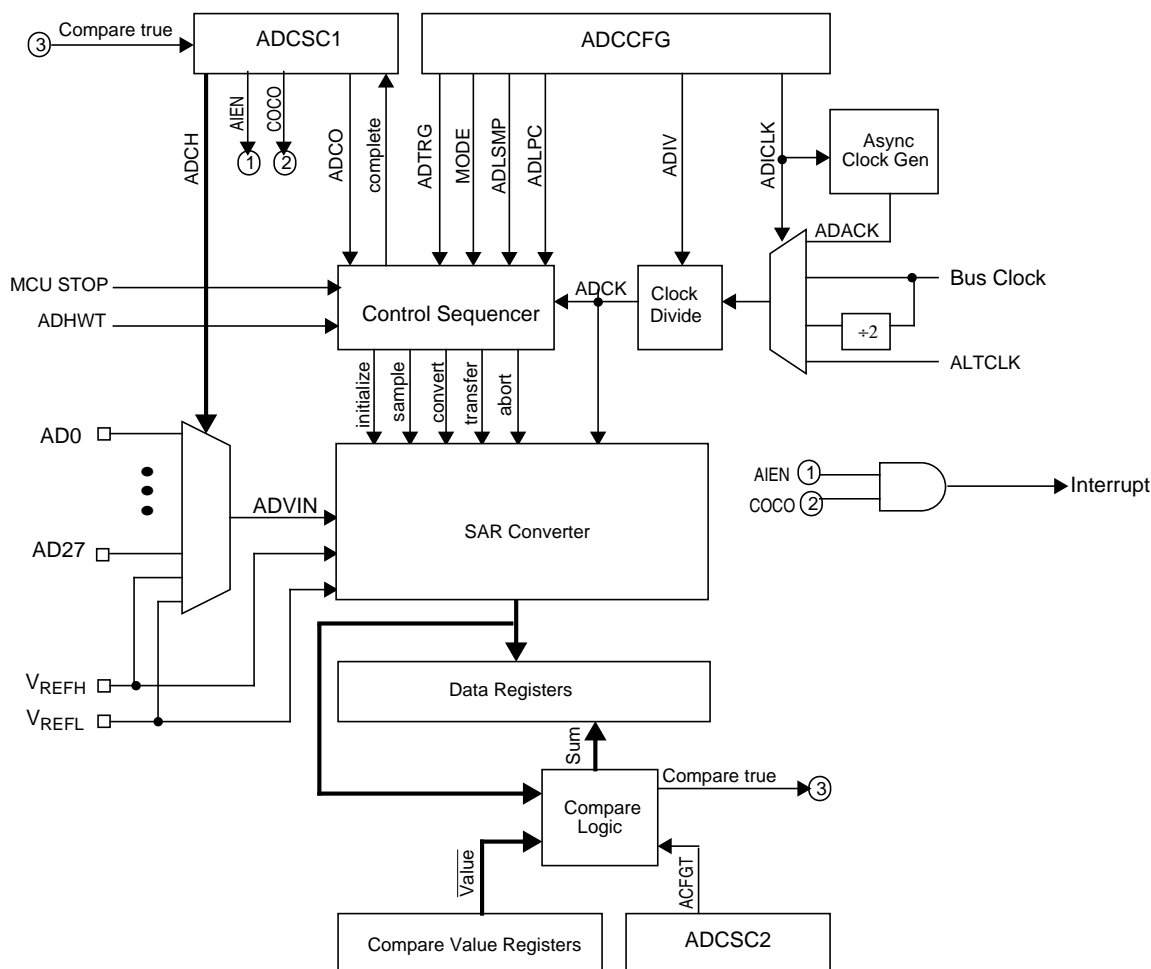 3
Compare true
ADCSC1
ADCCFG
ADCH
AIEN
COCO
1
2
ADCO
complete
ADTRG
MODE
ADLSMP
ADLPC
ADIV
ADICLK
Async
Clock Gen
ADACK
MCU STOP
ADHWT
Control Sequencer
ADCK
Clock
Divide
Bus Clock
÷2
ALTCLK
initialize
sample
convert
transfer
abort
AD0
AD27
ADVIN
SAR Converter
AIEN 1
COCO 2
Interrupt
VREFH
VREFL
Data Registers
Sum
Compare true
3
Compare
Logic
Value
ACFGT
Compare Value Registers
ADCSC2